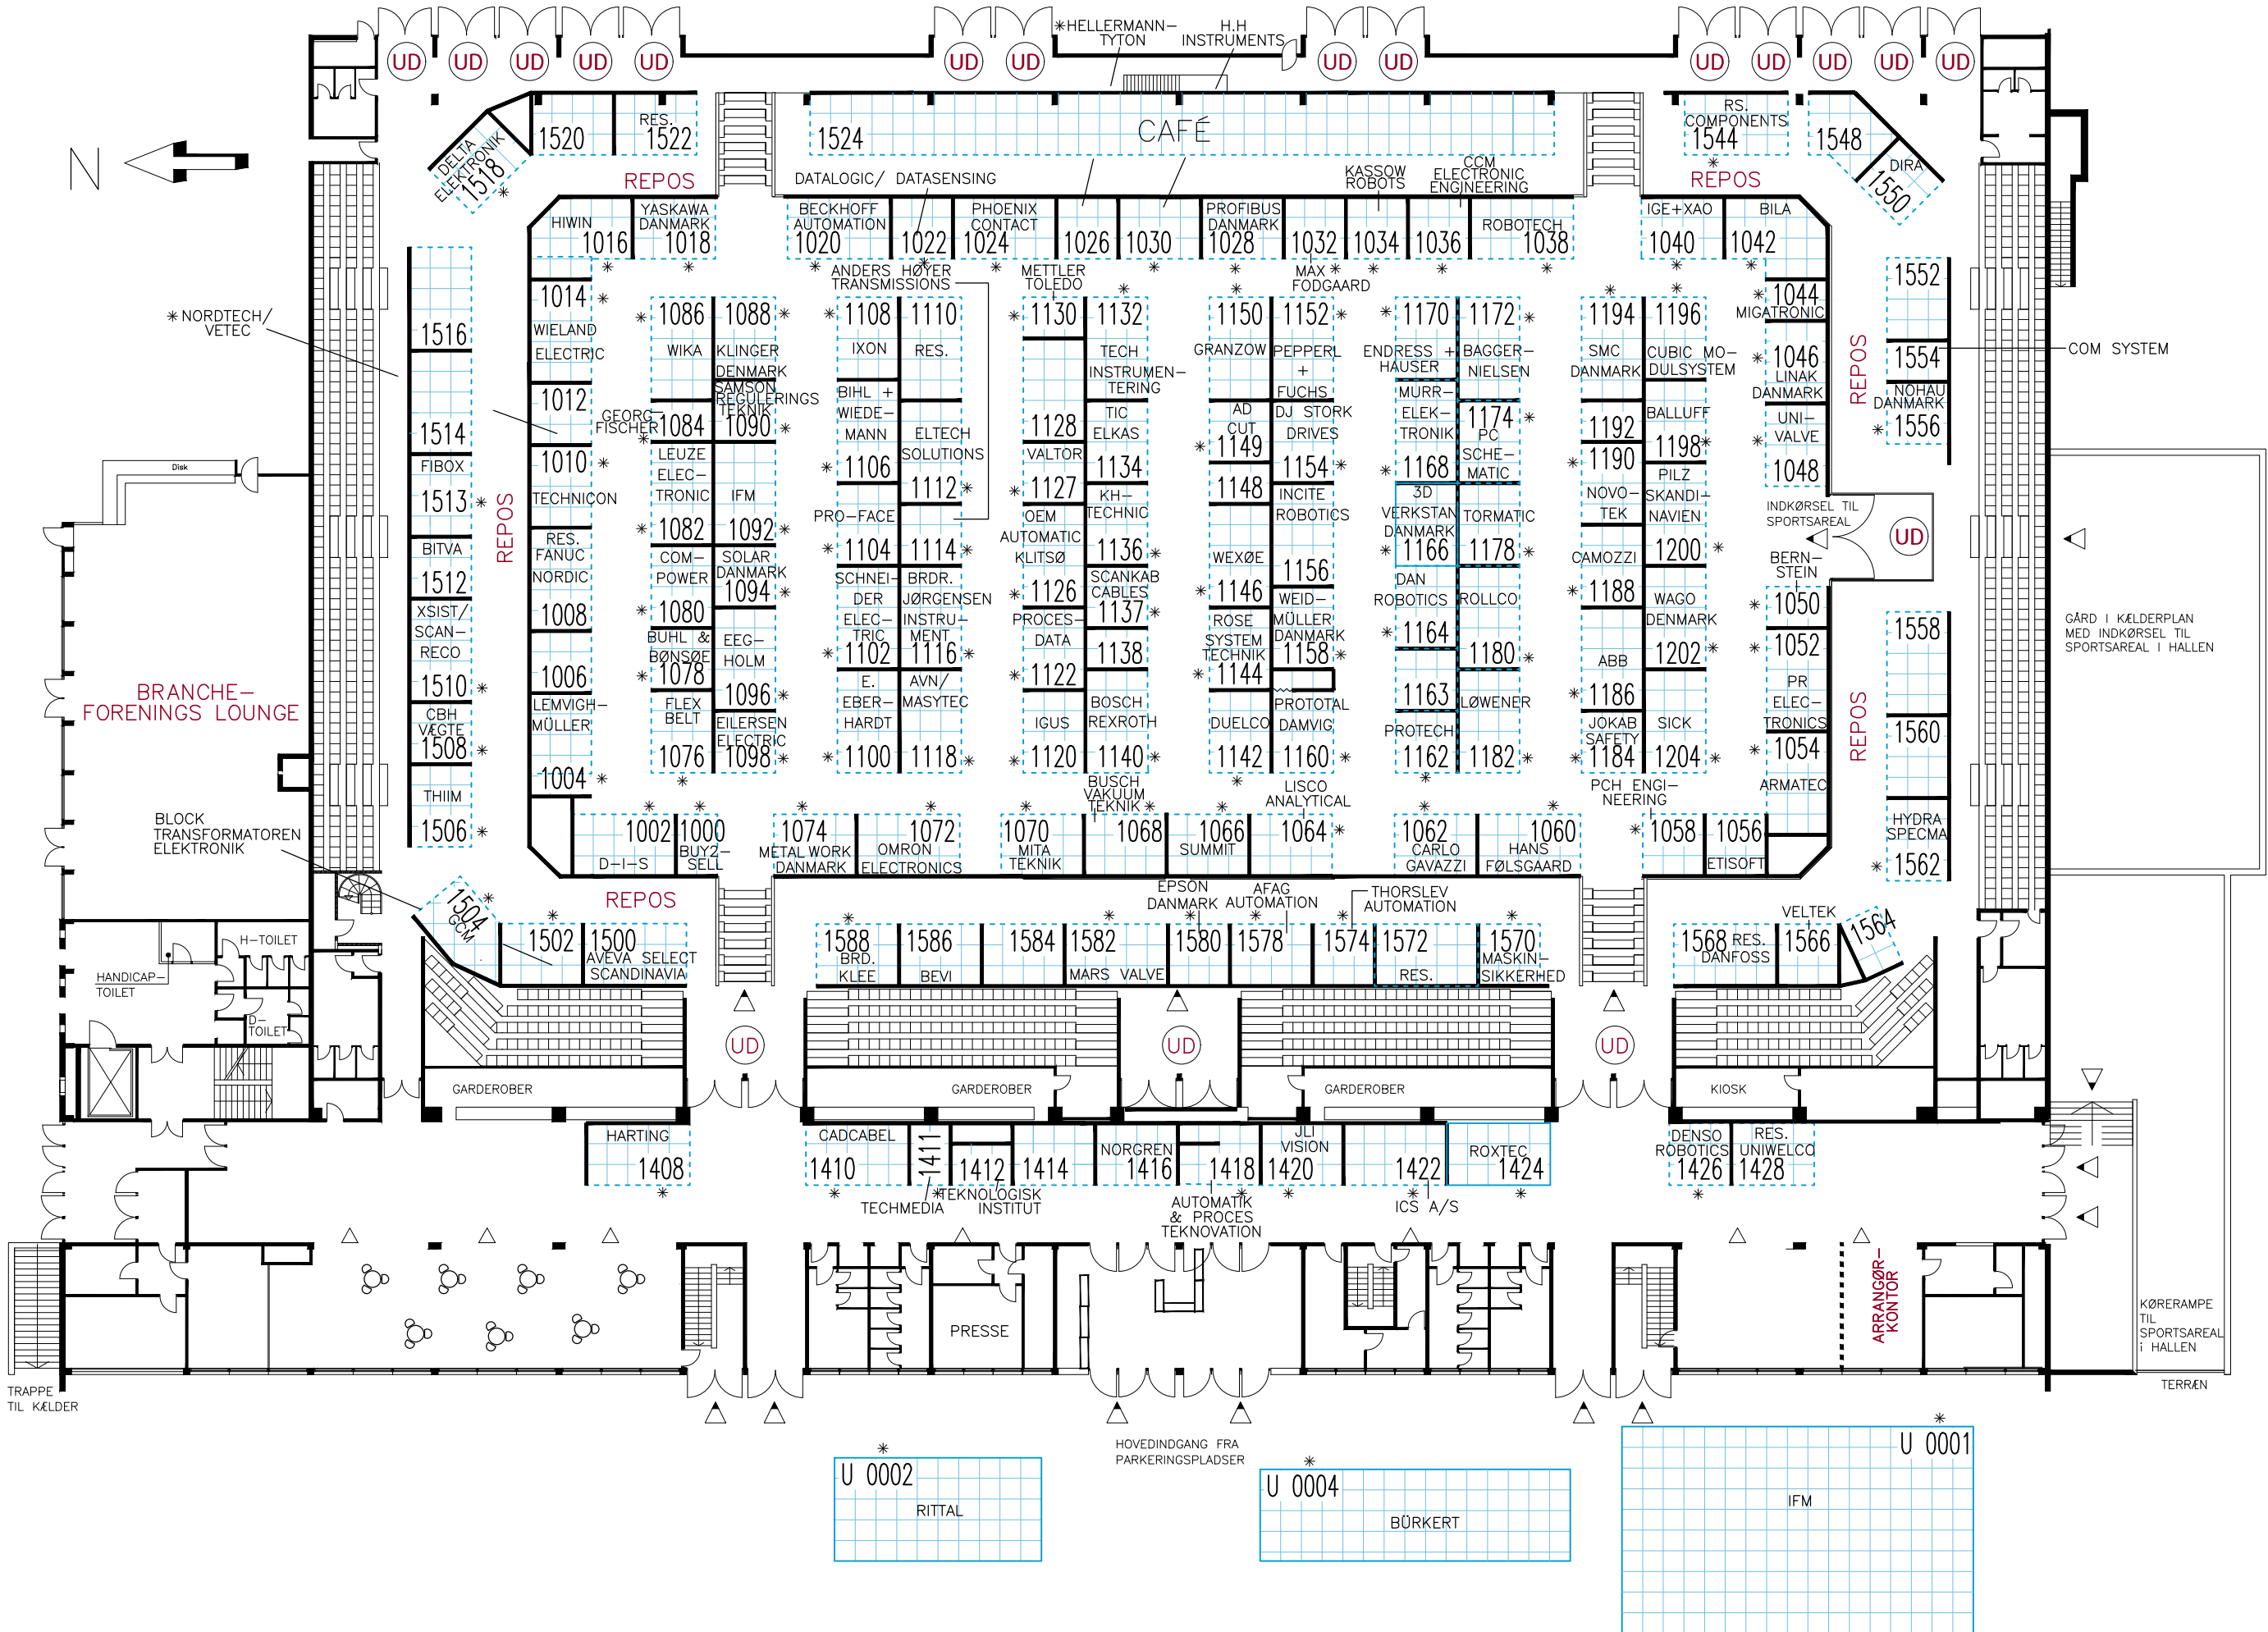 UD
UD
UD
UD
UD
UD
UD
UD
UD
UD
UD
UD
UD
UD
*HELLERMANN-
TYTON
H.H
INSTRUMENTS
N
DELTA
ELEKTRONIK
1518
*
1520
RES.
1522
1524
CAFÉ
RS.
COMPONENTS
1544
*
1548
DIRA
1550
REPOS
REPOS
DATALOGIC/ DATASENSING
KASSOW
ROBOTS
CCM
ELECTRONIC
ENGINEERING
HIWIN
1016
*
YASKAWA
DANMARK
1018
*
BECKHOFF
AUTOMATION
1020
*
1022
*
PHOENIX
CONTACT
1024
*
1026
1030
*
PROFIBUS
DANMARK
1028
*
1032
*
1034
*
1036
*
ROBOTECH
1038
*
IGE+XAO
1040
*
BILA
1042
*
MAX
FODGAARD
ANDERS HØYER
TRANSMISSIONS
METTLER
TOLEDO
*NORDTECH/
VETEC
1516
1514
FIBOX
1513
*
BITVA
1512
XSIST/
SCAN-
RECO
1510
*
CBH
VÆGTE
1508
*
THIIM
1506
*
REPOS
1014
*
WIELAND
ELECTRIC
1012
GEORG-
FISCHER
1010
*
TECHNICON
RES.
FANUC
NORDIC
1008
1006
LEMVIGH-
MÜLLER
1004
*
1086
*
WIKA
1084
*
LEUZE
ELEC-
TRONIC
1082
*
COM-
POWER
1080
*
BUHL &
BØNSØE
1078
*
FLEX
BELT
1076
*
1088
*
KLINGER
DENMARK
SAMSON
REGULERINGS
TEKNIK
1090
*
IFM
1092
*
SOLAR
DANMARK
1094
*
EEG-
HOLM
1096
*
EILERSEN
ELECTRIC
1098
*
1108
*
IXON
BIHL +
WIEDE-
MANN
1106
*
PRO-FACE
1104
*
SCHNEI-
DER
ELEC-
TRIC
1102
*
E.
EBER-
HARDT
1100
*
1110
RES.
ELTECH
SOLUTIONS
1112
*
1114
*
BRDR.
JØRGENSEN
INSTRU-
MENT
1116
*
AVN/
MASYTEC
1118
*
1130
*
1128
VALTOR
1127
*
OEM
AUTOMATIC
KLITSØ
1126
*
PROCES-
DATA
1122
*
IGUS
1120
*
1132
*
TECH
INSTRUMEN-
TERING
TIC
ELKAS
1134
KH-
TECHNIC
1136
*
SCANKAB
CABLES
1137
*
1138
BOSCH
REXROTH
1140
*
1150
*
GRANZOW
AD
CUT
1149
*
1148
WEXØE
1146
*
ROSE
SYSTEM
TECHNIK
1144
*
DUELCO
1142
*
1152
*
PEPPERL
+
FUCHS
DJ STORK
DRIVES
1154
*
INCITE
ROBOTICS
1156
WEID-
MÜLLER
DANMARK
1158
*
PROTOTAL
DAMVIG
1160
*
1170
*
ENDRESS +
HAUSER
MURR-
ELEK-
TRONIK
1168
*
3D
VERKSTAN
DANMARK
1166
*
DAN
ROBOTICS
1164
*
1163
PROTECH
1162
*
1172
*
BAGGER-
NIELSEN
1174
*
PC
SCHE-
MATIC
TORMATIC
1178
*
ROLLCO
1180
*
LØWENER
1182
*
1194
*
SMC
DANMARK
1192
1190
*
NOVO-
TEK
CAMOZZI
1188
*
ABB
1186
*
JOKAB
SAFETY
1184
*
1196
*
CUBIC MO-
DULSYSTEM
BALLUFF
1198
*
PILZ
SKANDI-
NAVIEN
1200
*
WAGO
DENMARK
1202
*
SICK
1204
*
1044
*
MIGATRONIC
1046
*
LINAK
DANMARK
UNI-
VALVE
*
1048
INDKØRSEL TIL
SPORTSAREAL
UD
BERN-
STEIN
1050
*
1052
*
PR
ELEC-
TRONICS
1054
*
ARMATEC
REPOS
REPOS
1552
1554
COM SYSTEM
NOHAU
DANMARK
1556
*
1558
1560
HYDRA
SPECMA
1562
*
GÅRD I KÆLDERPLAN
MED INDKØRSEL TIL
SPORTSAREAL I HALLEN
Disk
BRANCHE-
FORENINGS LOUNGE
BLOCK
TRANSFORMATOREN
ELEKTRONIK
*
1002
D-I-S
*
1000
BUY2-
SELL
*
1074
METAL WORK
DANMARK
*
1072
OMRON
ELECTRONICS
*
1070
MITA
TEKNIK
BUSCH
VAKUUM
TEKNIK
*
1068
*
1066
SUMMIT
LISCO
ANALYTICAL
1064
*
*
1062
CARLO
GAVAZZI
*
1060
HANS
FØLSGAARD
PCH ENGI-
NEERING
*
1058
1056
ETISOFT
REPOS
1504
GCM
*
*
1502
1500
AVEVA SELECT
SCANDINAVIA
*
1588
BRD.
KLEE
1586
BEVI
1584
*
1582
MARS VALVE
EPSON
DANMARK
*
1580
AFAG
AUTOMATION
*
1578
THORSLEV
AUTOMATION
*
1574
1572
RES.
*
1570
MASKIN-
SIKKERHED
1568
RES.
DANFOSS
VELTEK
1566
1564
H-TOILET
HANDICAP-
TOILET
D-
TOILET
UD
UD
UD
GARDEROBER
GARDEROBER
GARDEROBER
KIOSK
HARTING
1408
*
CADCABEL
1410
*
1411
*
TECHMEDIA
1412
TEKNOLOGISK
INSTITUT
1414
NORGREN
1416
1418
*
AUTOMATIK
& PROCES
TEKNOVATION
JLI
VISION
1420
*
1422
*
ICS A/S
ROXTEC
1424
*
DENSO
ROBOTICS
1426
*
RES.
UNIWELCO
1428
PRESSE
ARRANGØR-
KONTOR
KØRERAMPE
TIL
SPORTSAREAL
i HALLEN
TERRÆN
TRAPPE
TIL KÆLDER
HOVEDINDGANG FRA
PARKERINGSPLADSER
*
U 0002
RITTAL
*
U 0004
BÜRKERT
*
U 0001
IFM